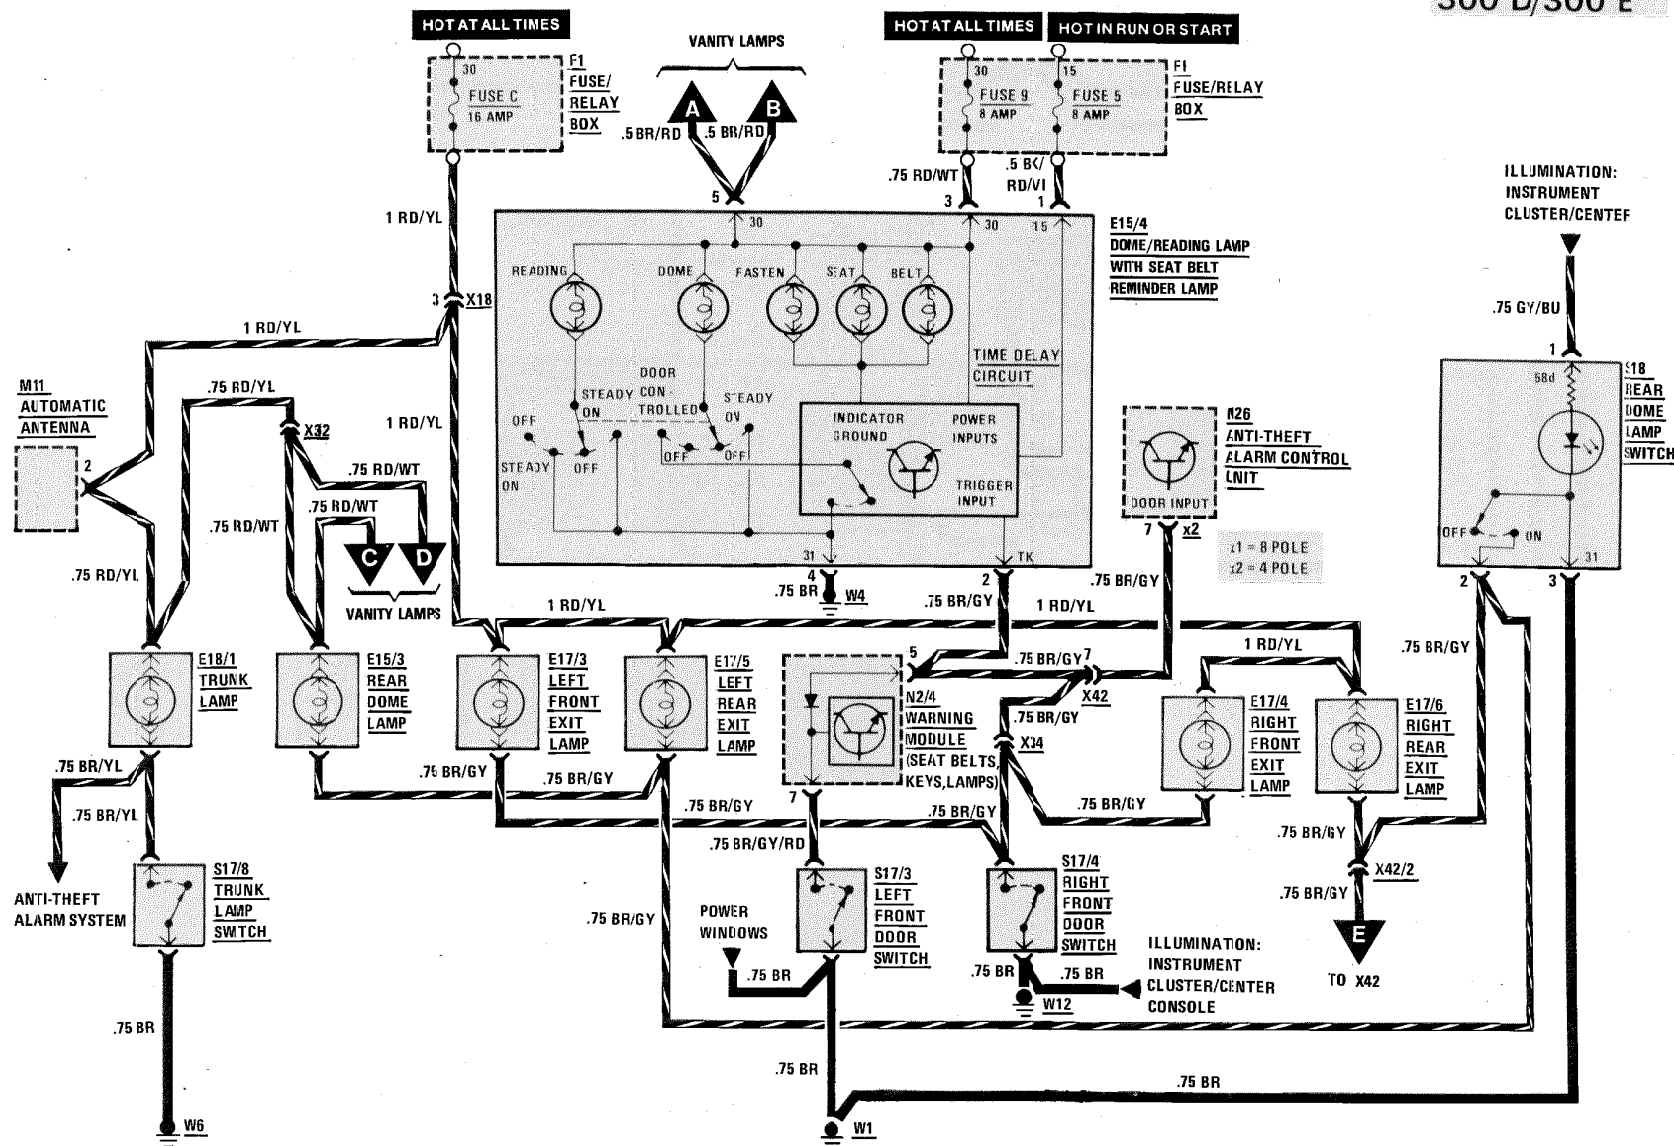 300 D/300 E
HOT AT ALL TIMES
30
FUSE C
16 AMP
F1
FUSE/
RELAY
BOX
VANITY LAMPS
A
B
.5 BR/RD
.5 BR/RD
5
HOT AT ALL TIMES
HOT IN RUN OR START
30
FUSE 9
8 AMP
15
FUSE 5
8 AMP
F1
FUSE/RELAY
BOX
.75 RD/WT
.5 BK/
RD/VI
3
1
ILLUMINATION:
INSTRUMENT
CLUSTER/CENTER
.75 GY/BU
1
1 RD/YL
3
X18
1 RD/YL
30
30
15
E15/4
DOME/READING LAMP
WITH SEAT BELT
REMINDER LAMP
READING
DOME
FASTEN
SEAT
BELT
TIME DELAY
CIRCUIT
DOOR
CON-
TROLLED
STEADY
ON
STEADY
ON
OFF
OFF
STEADY
ON
OFF
OFF
INDICATOR
GROUND
POWER
INPUTS
TRIGGER
INPUT
31
TK
4
.75 BR
W4
2
.75 BR/GY
M11
AUTOMATIC
ANTENNA
2
.75 RD/YL
X32
1 RD/YL
.75 RD/WT
.75 RD/WT
C
D
VANITY LAMPS
.75 RD/YL
N26
ANTI-THEFT
ALARM CONTROL
UNIT
DOOR INPUT
7
x2
x1 = 8 POLE
x2 = 4 POLE
.75 BR/GY
58d
S18
REAR
DOME
LAMP
SWITCH
OFF
ON
31
2
3
.75 BR/GY
1 RD/YL
1 RD/YL
1 RD/YL
E18/1
TRUNK
LAMP
E15/3
REAR
DOME
LAMP
E17/3
LEFT
FRONT
EXIT
LAMP
E17/5
LEFT
REAR
EXIT
LAMP
5
N2/4
WARNING
MODULE
(SEAT BELTS,
KEYS,LAMPS)
7
.75 BR/GY
7
X42
.75 BR/GY
X34
E17/4
RIGHT
FRONT
EXIT
LAMP
E17/6
RIGHT
REAR
EXIT
LAMP
.75 BR/YL
.75 BR/YL
.75 BR/GY
.75 BR/GY
.75 BR/GY
.75 BR/GY
.75 BR/GY
.75 BR/GY
.75 BR/GY/RD
ANTI-THEFT
ALARM SYSTEM
S17/8
TRUNK
LAMP
SWTCH
.75 BR/GY
POWER
WINDOWS
.75 BR
S17/3
LEFT
FRONT
DOOR
SWITCH
S17/4
RIGHT
FRONT
DOOR
SWITCH
.75 BR
.75 BR
W12
ILLUMINATION:
INSTRUMENT
CLUSTER/CENTER
CONSOLE
X42/2
.75 BR/GY
E
TO X42
.75 BR
W6
.75 BR
.75 BR
W1